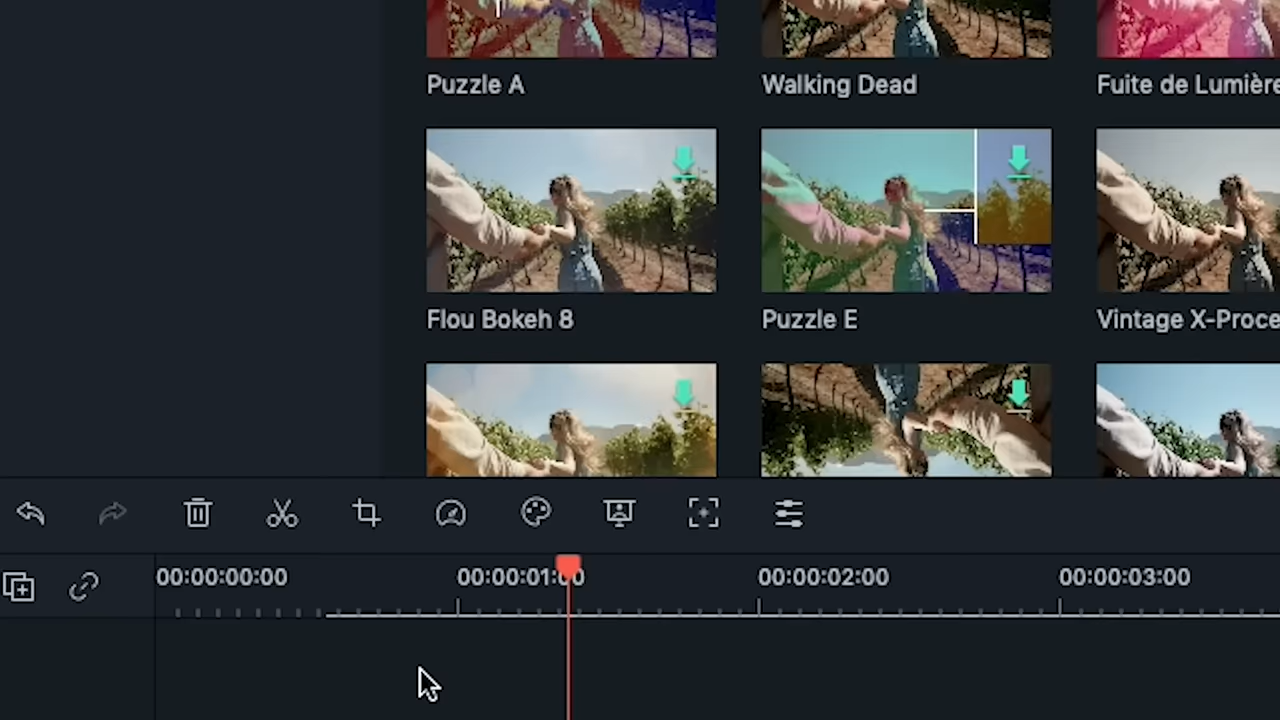 Puzzle A
Walking Dead
Fuite de Lumière
Flou Bokeh 8
Puzzle E
Vintage X-Proce
00:00:00:00
00:00:01:00
00:00:02:00
00:00:03:00